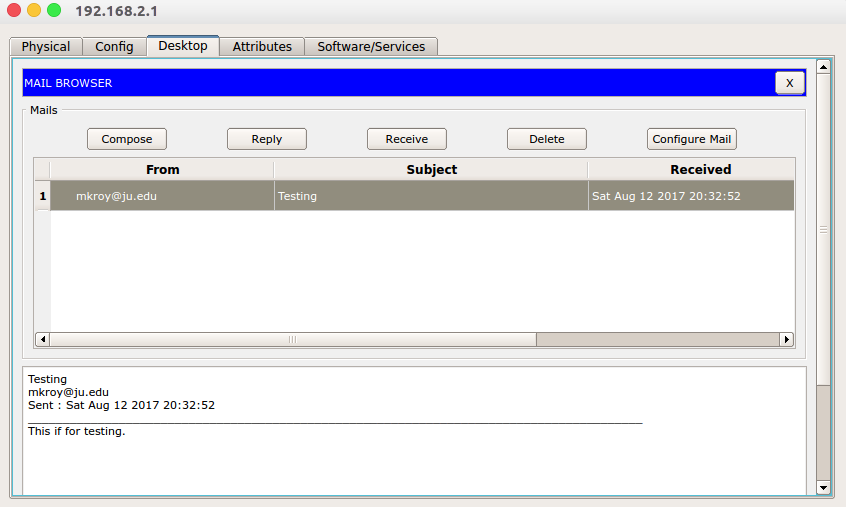 192.168.2.1
Physical Config Desktop Attributes Software/Services
MAIL BROWSER X
Mails
Compose Reply Receive Delete Configure Mail
From Subject Received
1 mkroy@ju.edu Testing Sat Aug 12 2017 20:32:52
Testing
mkroy@ju.edu
Sent : Sat Aug 12 2017 20:32:52
This if for testing.